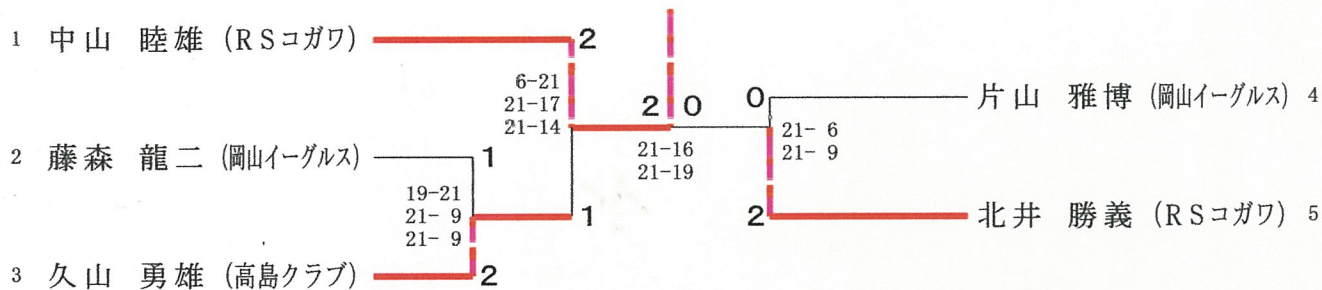 1 中山 睦雄 (RSコガワ) 2
6-21
21-17
21-14
2 藤森 龍二 (岡山イーグルス) 1
19-21
21- 9
21- 9
1
3 久山 勇雄 (高島クラブ) 2
2 0
21-16
21-19
0 片山 雅博 (岡山イーグルス) 4
21- 6
21- 9
2 北井 勝義 (RSコガワ) 5